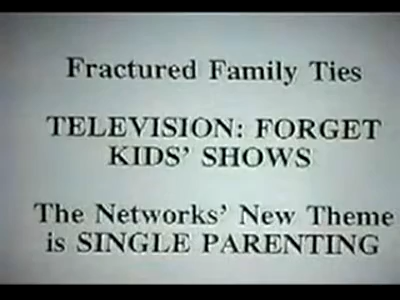 Fractured Family Ties
TELEVISION: FORGET
KIDS' SHOWS
The Networks' New Theme
is SINGLE PARENTING